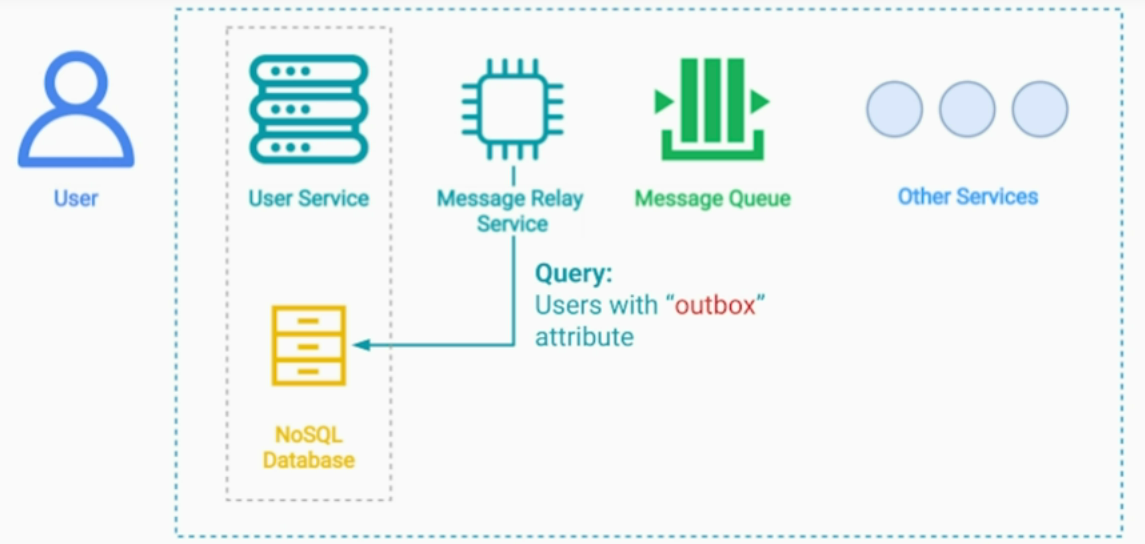 User
User Service
Message Relay
Service
Message Queue
Other Services
Query:
Users with “outbox”
attribute
NoSQL
Database